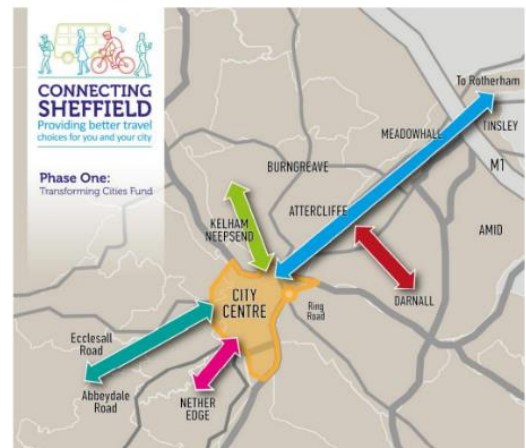 CONNECTING
SHEFFIELD
Providing better travel
choices for you and your city
Phase One:
Transforming Cities Fund
To Rotherham
MEADOWHALL
TINSLEY
BURNGREAVE
M1
ATTERCLIFFE
KELHAM
NEEPSEND
AMID
CITY
CENTRE
Ring
Road
DARNALL
Ecclesall
Road
Abbeydale
Road
NETHER
EDGE